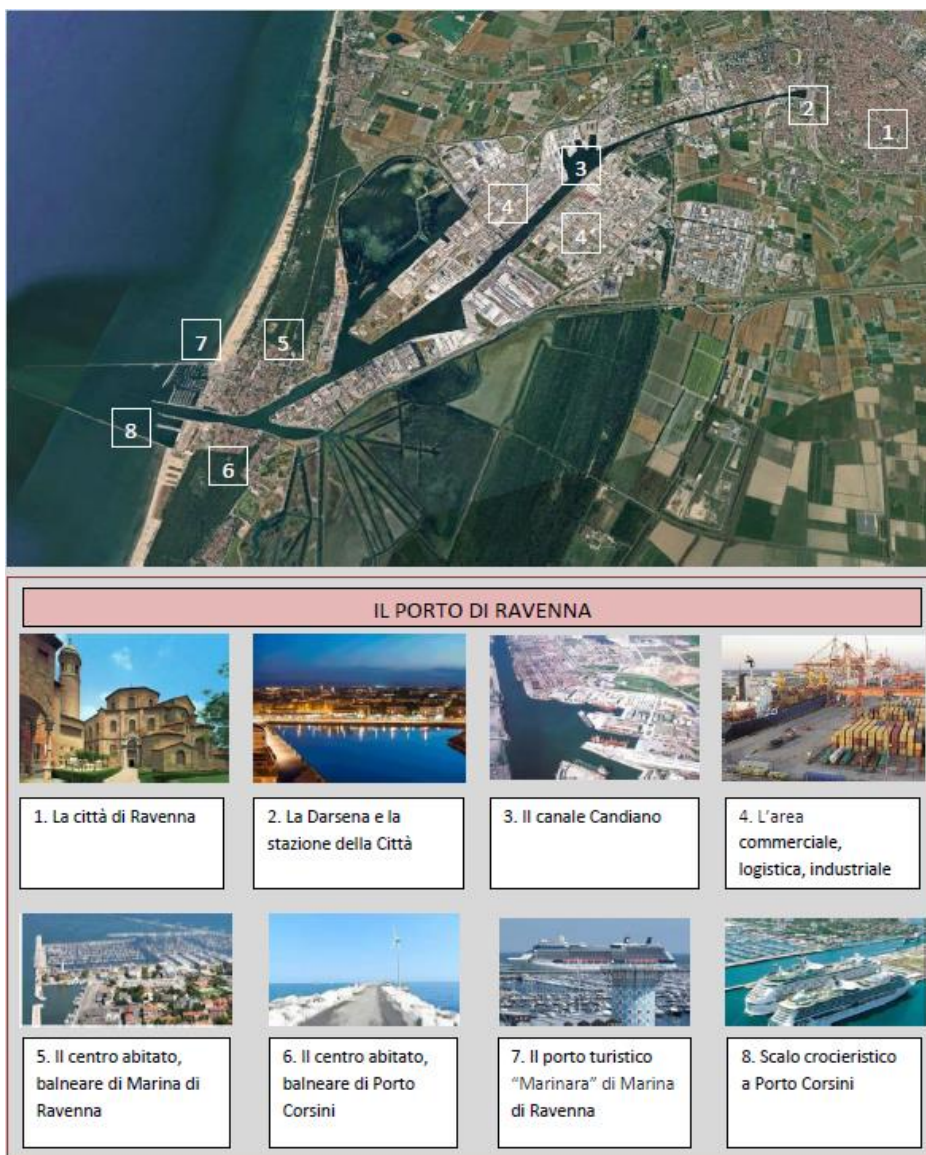 2
1
3
4
4
7
5
8
6
IL PORTO DI RAVENNA
1. La città di Ravenna
2. La Darsena e la
stazione della Città
3. Il canale Candiano
4. L’area
commerciale,
logistica, industriale
5. Il centro abitato,
balneare di Marina di
Ravenna
6. Il centro abitato,
balneare di Porto
Corsini
7. Il porto turistico
“Marinara” di Marina
di Ravenna
8. Scalo crocieristico
a Porto Corsini